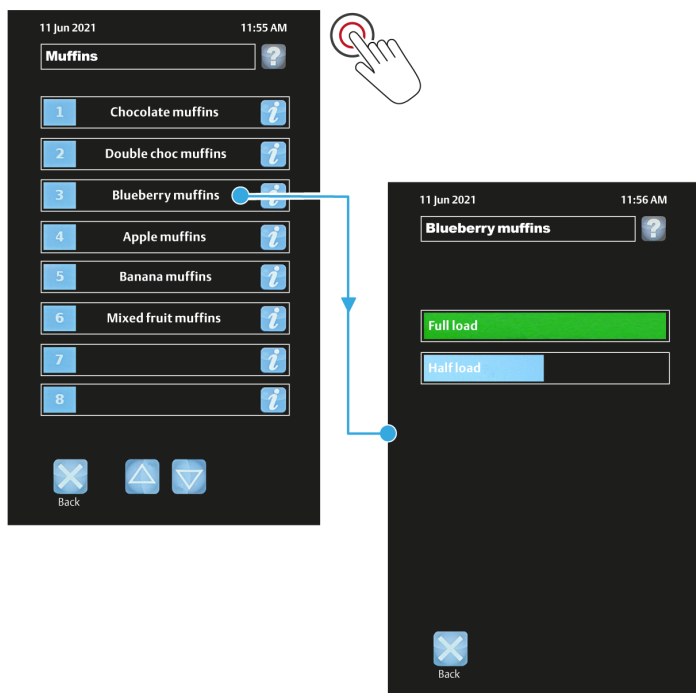 11 Jun 2021 11:55 AM
Muffins ?
1 Chocolate muffins i
2 Double choc muffins i
3 Blueberry muffins i
4 Apple muffins i
5 Banana muffins i
6 Mixed fruit muffins i
7 i
8 i
Back
11 Jun 2021 11:56 AM
Blueberry muffins ?
Full load
Half load
Back